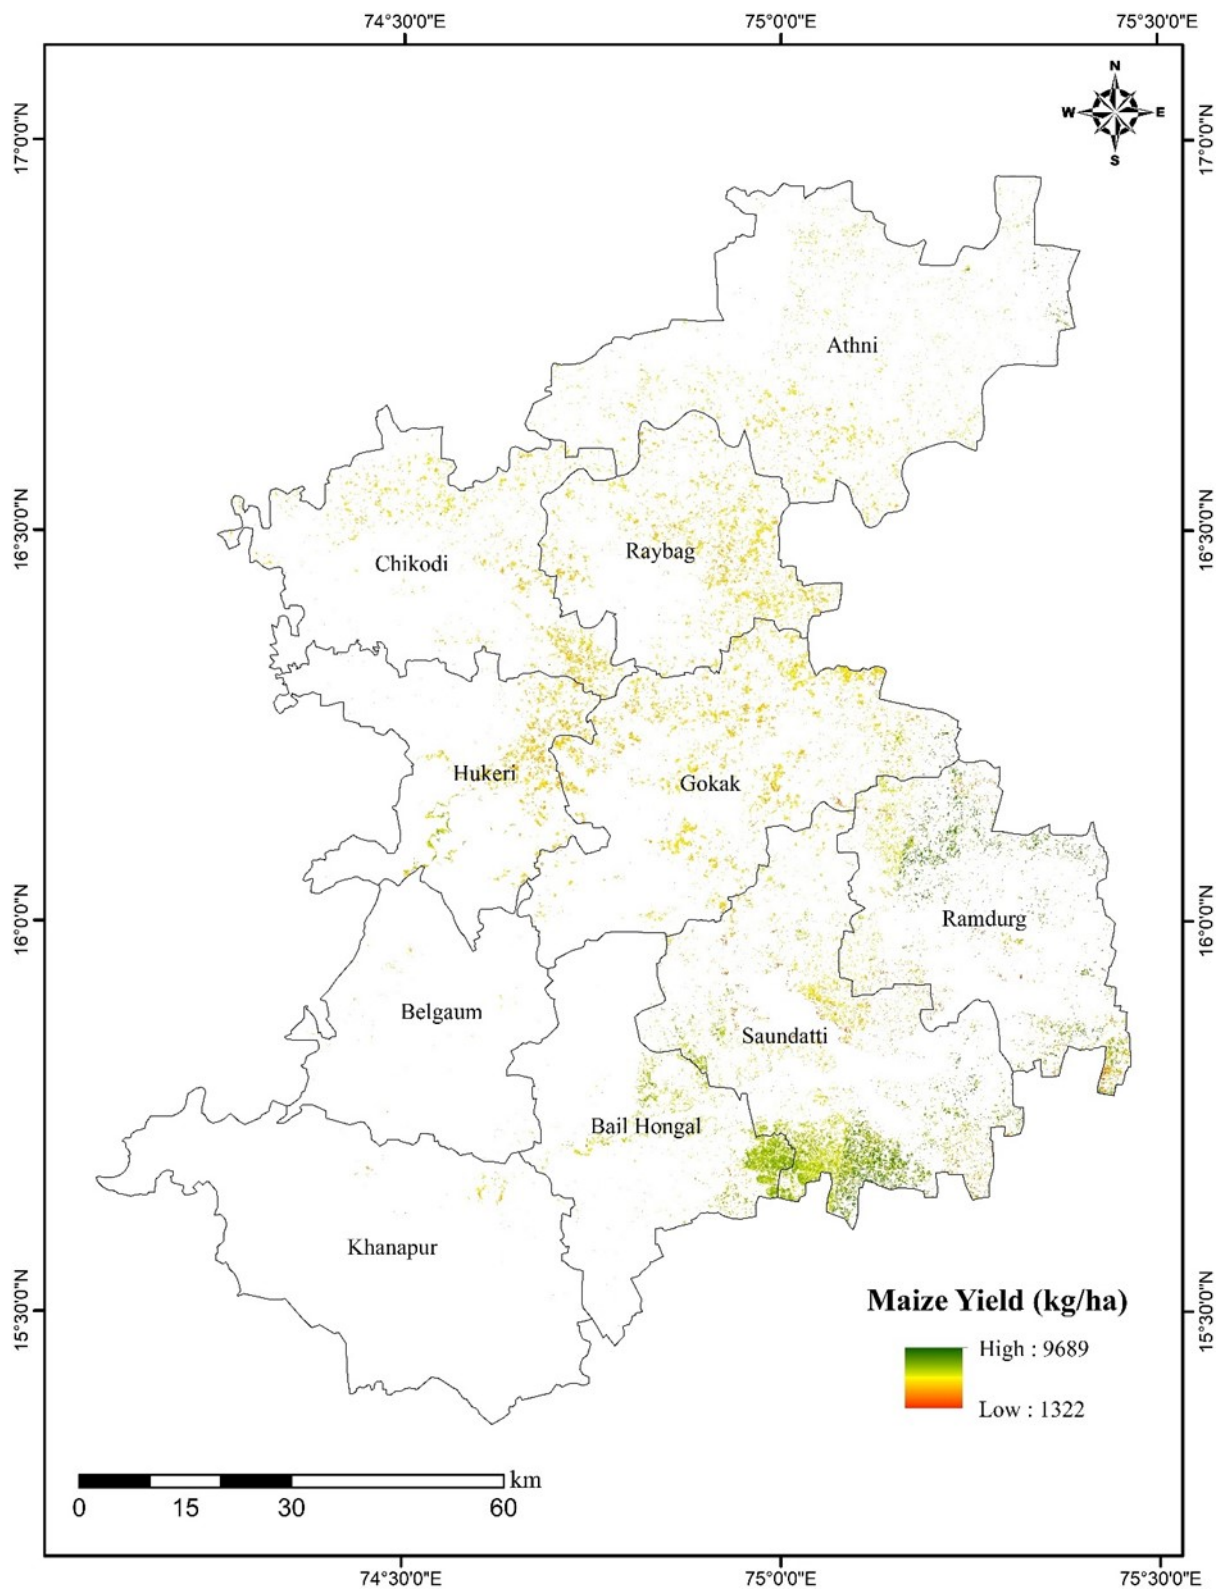 74°30'0"E
75°0'0"E
75°30'0"E
17°0'0"N
17°0'0"N
N
W
E
S
Athni
16°30'0"N
16°30'0"N
Chikodi
Raybag
Hukeri
Gokak
16°0'0"N
16°0'0"N
Ramdurg
Belgaum
Saundatti
Bail Hongal
Khanapur
15°30'0"N
15°30'0"N
Maize Yield (kg/ha)
High : 9689
Low : 1322
km
0 15 30 60
74°30'0"E
75°0'0"E
75°30'0"E